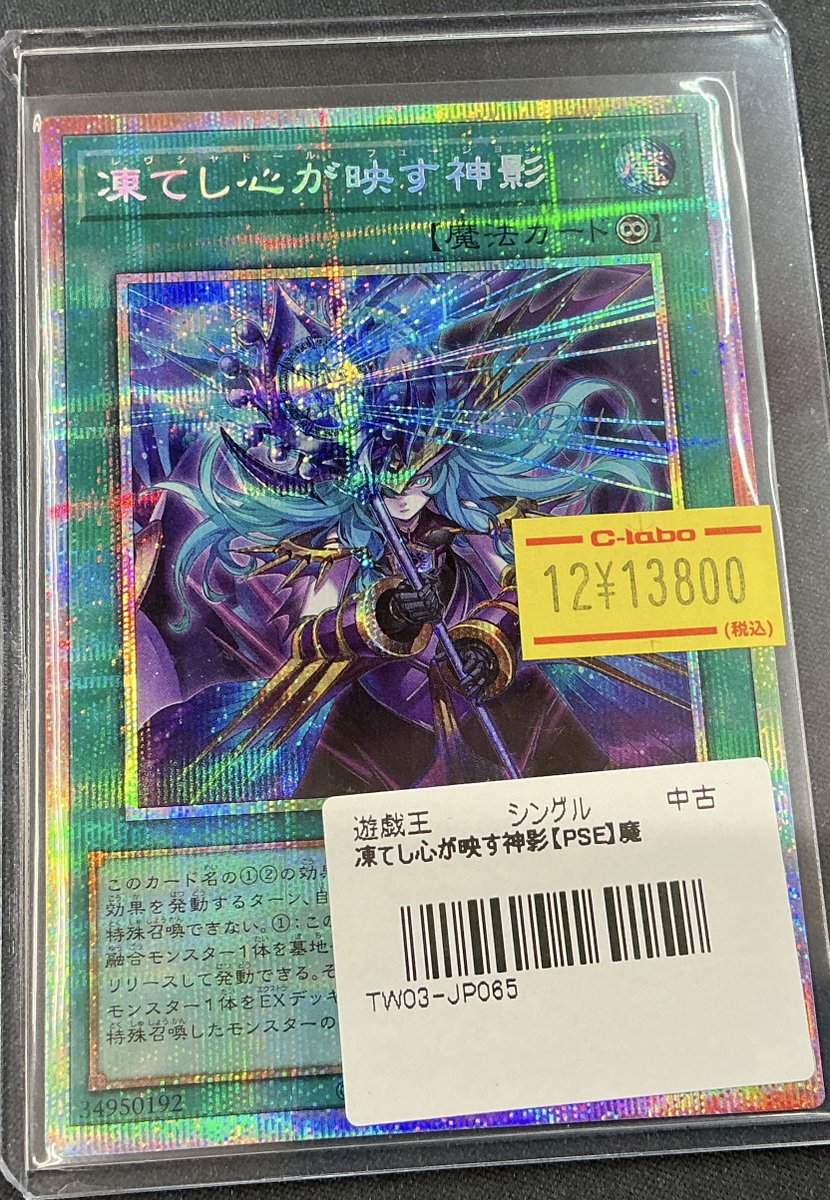 レヴシャドール・フュージョン
凍てし心が映す神影
魔
【魔法カード∞】
C-labo
12¥13800
(税込)
遊戯王 シングル 中古
凍てし心が映す神影【PSE】魔
TW03-JP065
このカード名の①②の効果
効果を発動するターン、自
特殊召喚できない。①:この
融合モンスター1体を墓地
リリースして発動できる。そ
モンスター1体をEXデッキ
特殊召喚したモンスターの
34950192